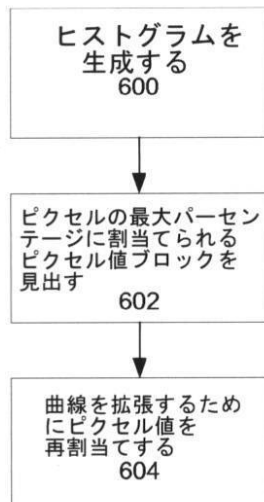 ヒストグラムを
生成する
600
ピクセルの最大パーセン
テージに割当てられる
ピクセル値ブロックを
見出す
602
曲線を拡張するため
にピクセル値を
再割当てする
604